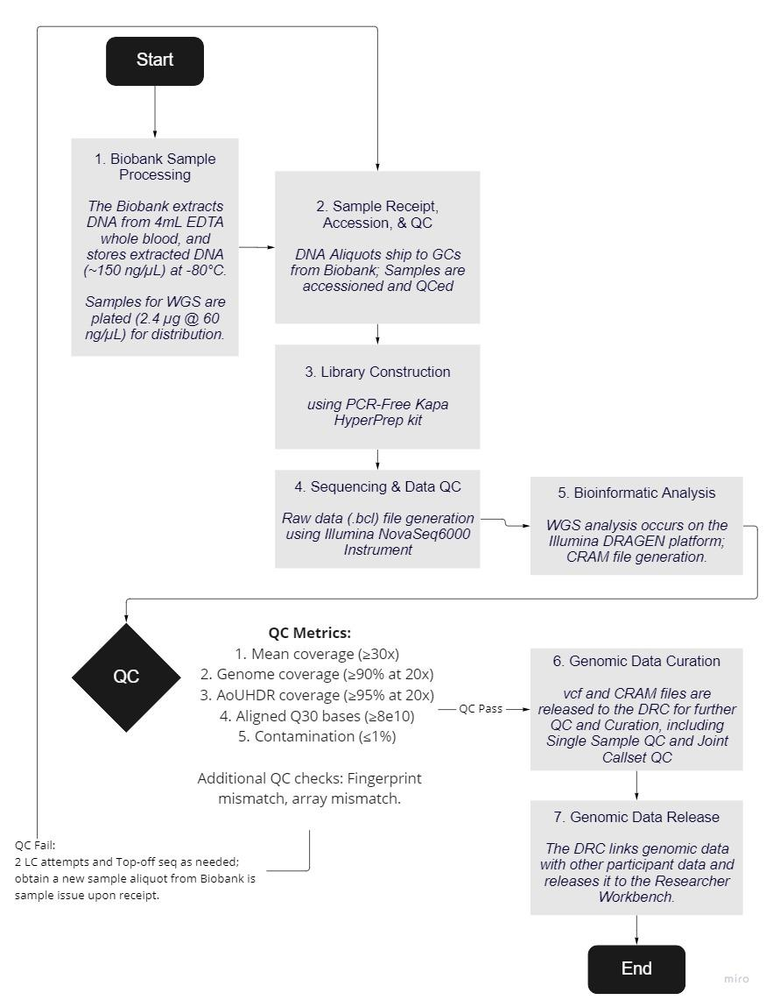 Start
1. Biobank Sample
Processing
The Biobank extracts
DNA from 4mL EDTA
whole blood, and
stores extracted DNA
(~150 ng/µL) at -80°C.
Samples for WGS are
plated (2.4 µg @ 60
ng/µL) for distribution.
2. Sample Receipt,
Accession, & QC
DNA Aliquots ship to GCs
from Biobank; Samples are
accessioned and QCed
3. Library Construction
using PCR-Free Kapa
HyperPrep kit
4. Sequencing & Data QC
Raw data (.bcl) file generation
using Illumina NovaSeq6000
Instrument
5. Bioinformatic Analysis
WGS analysis occurs on the
Illumina DRAGEN platform;
CRAM file generation.
QC
QC Metrics:
1. Mean coverage (≥30x)
2. Genome coverage (≥90% at 20x)
3. AoUHDR coverage (≥95% at 20x)
4. Aligned Q30 bases (≥8e10)
5. Contamination (≤1%)
Additional QC checks: Fingerprint
mismatch, array mismatch.
QC Pass
QC Fail:
2 LC attempts and Top-off seq as needed;
obtain a new sample aliquot from Biobank is
sample issue upon receipt.
6. Genomic Data Curation
vcf and CRAM files are
released to the DRC for further
QC and Curation, including
Single Sample QC and Joint
Callset QC
7. Genomic Data Release
The DRC links genomic data
with other participant data and
releases it to the Researcher
Workbench.
End
miro